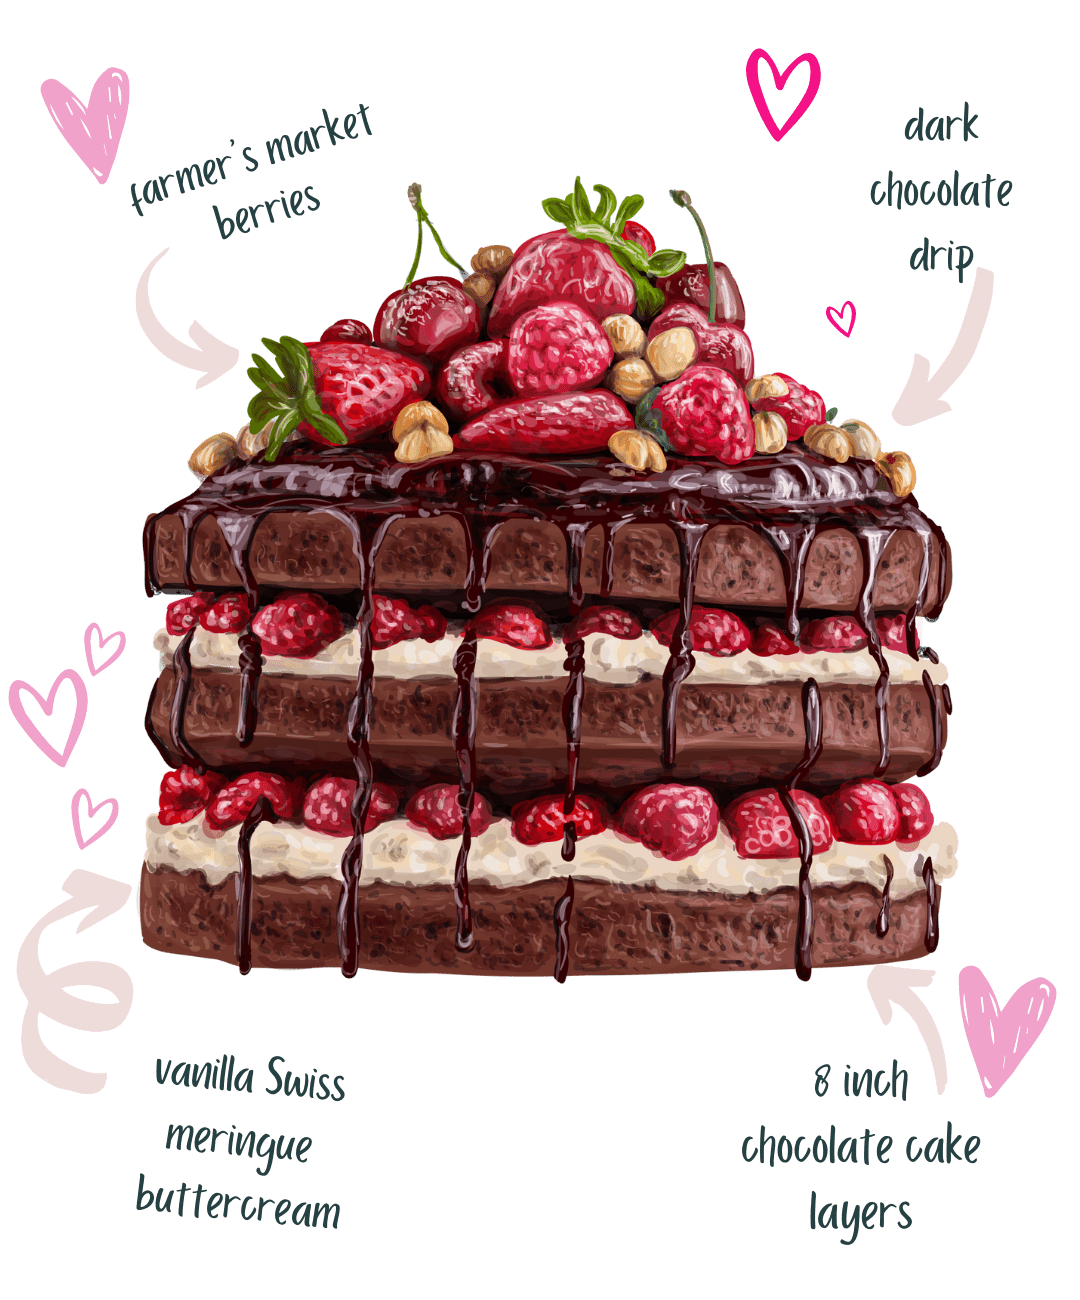 farmer's market
berries
dark
chocolate
drip
vanilla Swiss
meringue
buttercream
8 inch
chocolate cake
layers